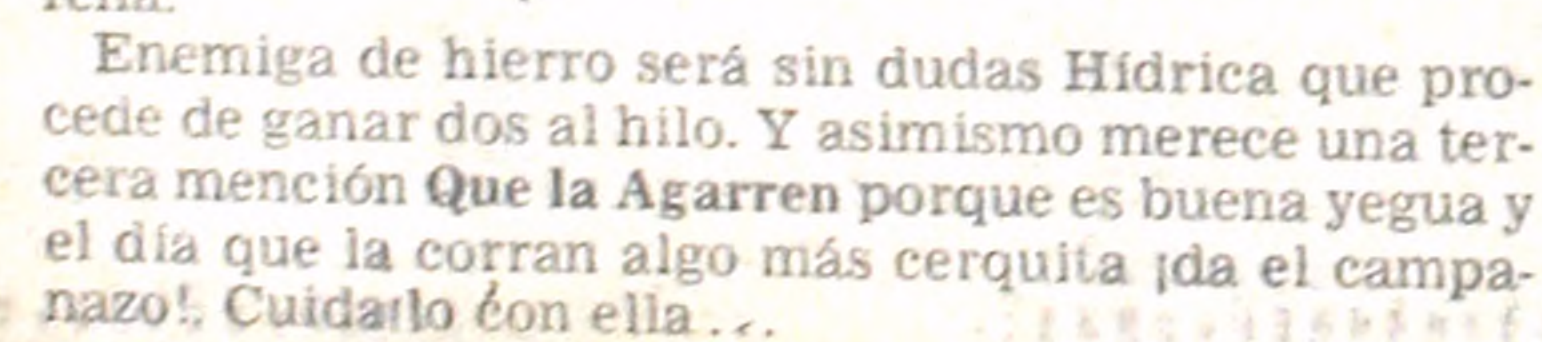 Enemiga de hierro será sin dudas Hídrica que pro-
cede de ganar dos al hilo. Y asimismo merece una ter-
cera mención Que la Agarren porque es buena yegua y
el día que la corran algo más cerquita ¡da el campa-
nazo!. Cuidado con ella...